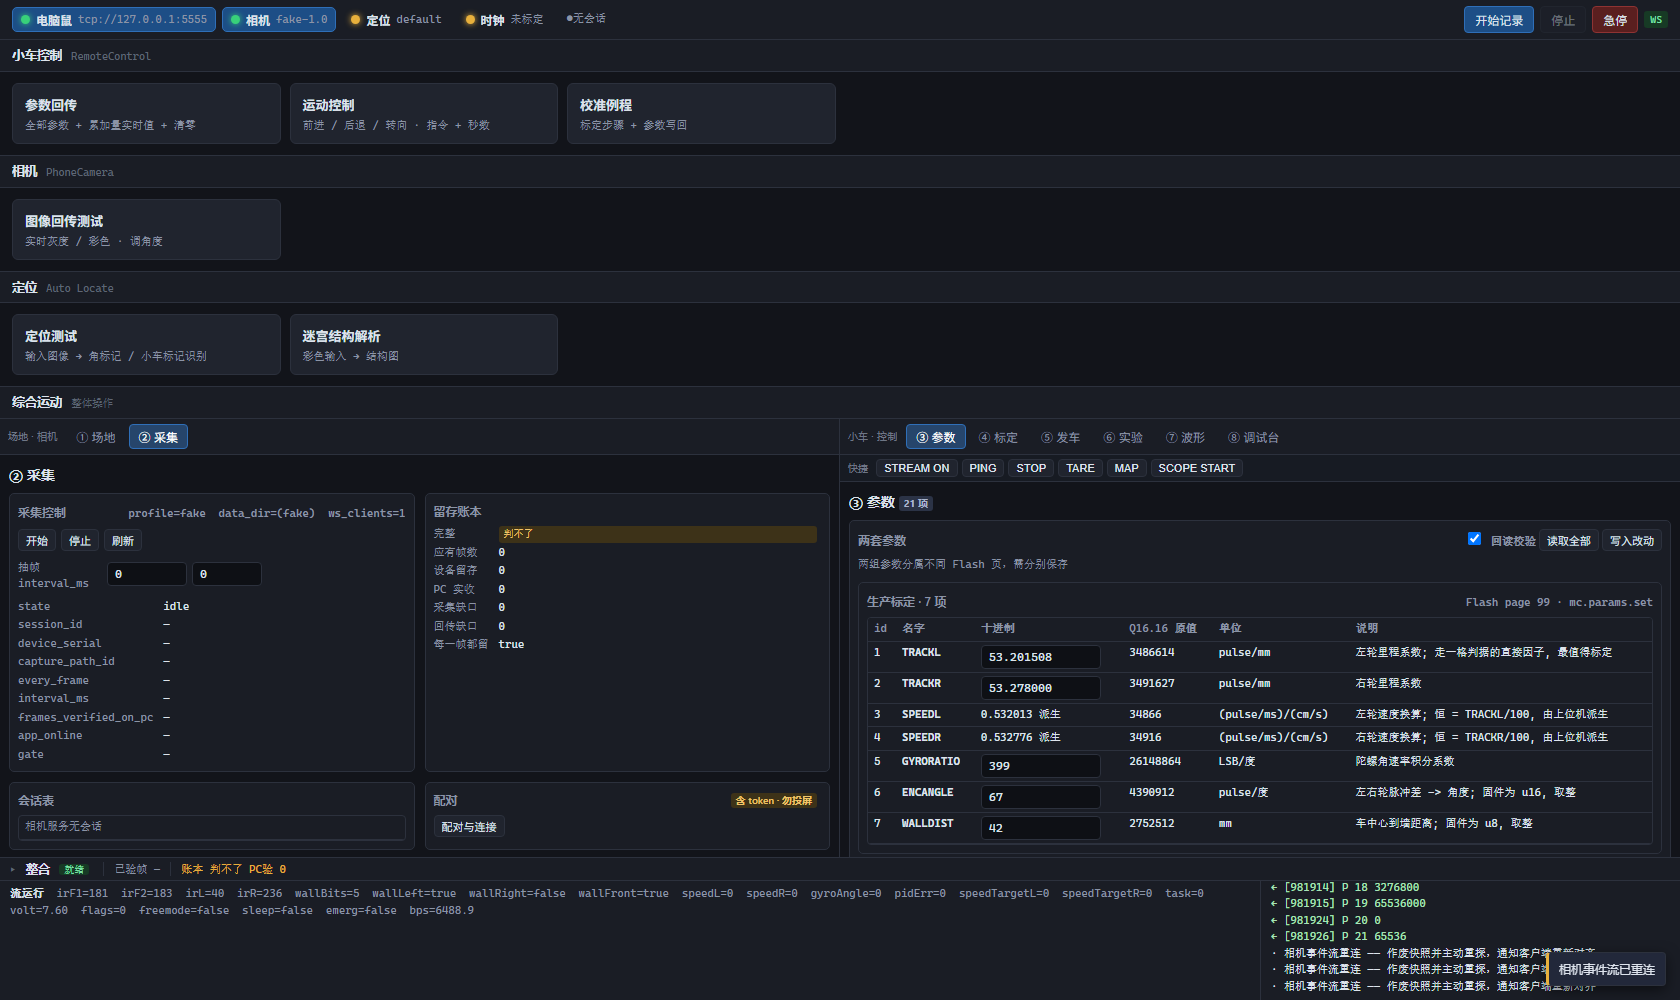 电脑鼠 tcp://127.0.0.1:5555 相机 fake-1.0 定位 default 时钟 未标定 ●无会话 开始记录 停止 急停 WS
小车控制 RemoteControl
参数回传 运动控制 校准例程
全部参数 + 累加量实时值 + 清零 前进 / 后退 / 转向 · 指令 + 秒数 标定步骤 + 参数写回
相机 PhoneCamera
图像回传测试
实时灰度 / 彩色 · 调角度
定位 Auto Locate
定位测试 迷宫结构解析
输入图像 → 角标记 / 小车标记识别 彩色输入 → 结构图
综合运动 整体操作
场地·相机 ① 场地 ② 采集
② 采集
采集控制 profile=fake data_dir=(fake) ws_clients=1
开始 停止 刷新
抽帧
interval_ms 0 0
state idle
session_id —
device_serial —
capture_path_id —
every_frame —
interval_ms —
frames_verified_on_pc —
app_online —
gate —
留存账本
完整 判不了
应有帧数 0
设备留存 0
PC 实收 0
采集缺口 0
回传缺口 0
每一帧都留 true
会话表
相机服务无会话
配对 含 token · 勿投屏
配对与连接
小车·控制 ③ 参数 ④ 标定 ⑤ 发车 ⑥ 实验 ⑦ 波形 ⑧ 调试台
快捷 STREAM ON PING STOP TARE MAP SCOPE START
③ 参数 21 项
两套参数 回读校验 读取全部 写入改动
两组参数分属不同 Flash 页，需分别保存
生产标定 · 7 项 Flash page 99 · mc.params.set
id 名字 十进制 Q16.16 原值 单位 说明
1 TRACKL 53.201508 3486614 pulse/mm 左轮里程系数; 走一格判据的直接因子, 最值得标定
2 TRACKR 53.278000 3491627 pulse/mm 右轮里程系数
3 SPEEDL 0.532013 派生 34866 (pulse/ms)/(cm/s) 左轮速度换算; 恒 = TRACKL/100, 由上位机派生
4 SPEEDR 0.532776 派生 34916 (pulse/ms)/(cm/s) 右轮速度换算; 恒 = TRACKR/100, 由上位机派生
5 GYRORATIO 399 26148864 LSB/度 陀螺角速率积分系数
6 ENCANGLE 67 4390912 pulse/度 左右轮脉冲差 -> 角度; 固件为 u16, 取整
7 WALLDIST 42 2752512 mm 车中心到墙距离; 固件为 u8, 取整
▸ 整合 就绪 已验帧 — 账本 判不了 PC验 0
流运行 irF1=181 irF2=183 irL=40 irR=236 wallBits=5 wallLeft=true wallRight=false wallFront=true speedL=0 speedR=0 gyroAngle=0 pidErr=0 speedTargetL=0 speedTargetR=0 task=0
volt=7.60 flags=0 freemode=false sleep=false emerg=false bps=6488.9
← [981914] P 18 3276800
← [981915] P 19 65536000
← [981924] P 20 0
← [981926] P 21 65536
· 相机事件流重连 —— 作废快照并主动重探, 通知客户端重新对齐
· 相机事件流重连 —— 作废快照并主动重探, 通知客户端
· 相机事件流重连 —— 作废快照并主动重探, 通知客户端重新对齐
相机事件流已重连